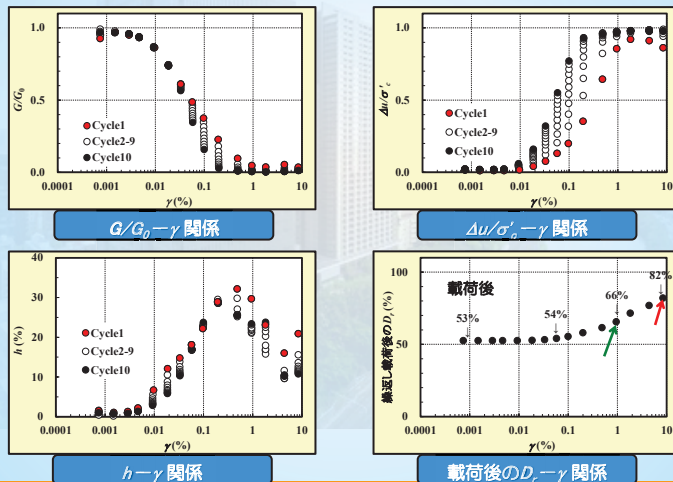 1.0
0.5
0.0
G/G₀
Cycle1
Cycle2-9
Cycle10
0.0001 0.001 0.01 0.1 1 10
γ(%)
G/G₀－γ 関係
1.0
0.5
0.0
Δu/σ'c
Cycle1
Cycle2-9
Cycle10
0.0001 0.001 0.01 0.1 1 10
γ(%)
Δu/σ'c－γ 関係
40
30
20
10
0
h (%)
Cycle1
Cycle2-9
Cycle10
0.0001 0.001 0.01 0.1 1 10
γ(%)
h－γ 関係
100
50
0
繰返し載荷後のDr (%)
載荷後
53%
54%
66%
82%
0.0001 0.001 0.01 0.1 1 10
γ(%)
載荷後のDr－γ 関係